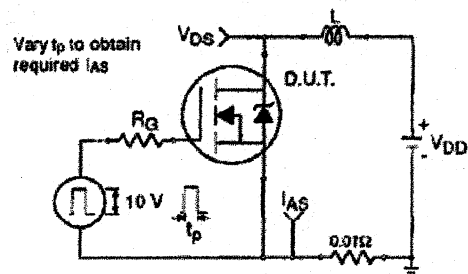 Vary tp to obtain
required IAS
VDS
L
D.U.T.
RG
+
VDD
-
10 V
tp
IAS
0.01Ω